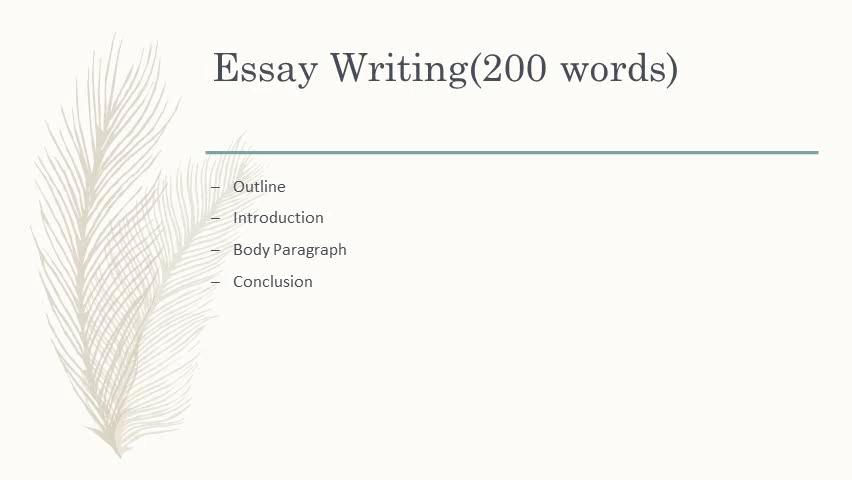 Essay Writing(200 words)
– Outline
– Introduction
– Body Paragraph
– Conclusion